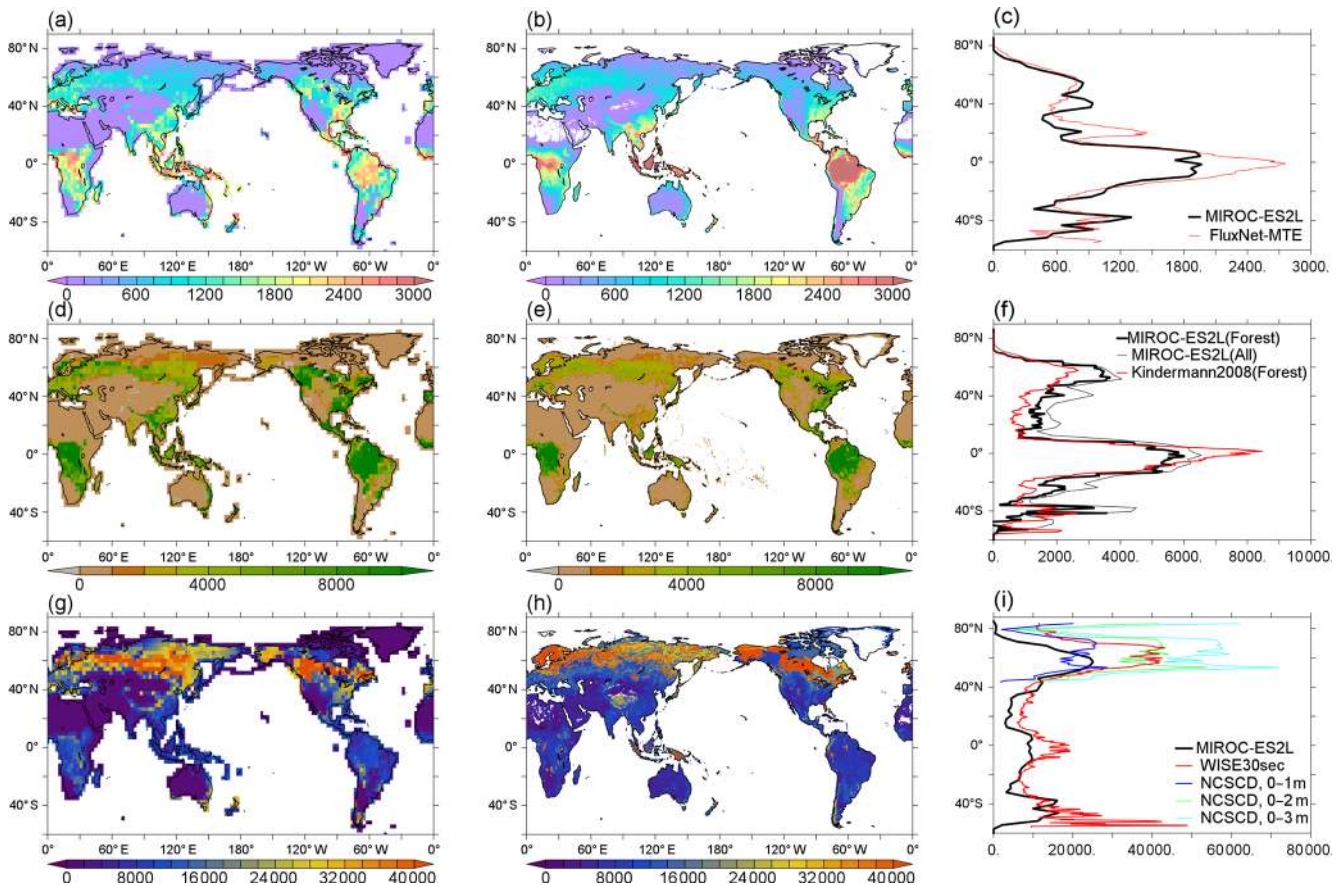 (a) (b) (c)
80°N 80°N 80°N
40°N 40°N 40°N
0° 0° 0°
40°S 40°S 40°S
MIROC-ES2L
FluxNet-MTE
0° 60°E 120°E 180° 120°W 60°W 0° 0° 60°E 120°E 180° 120°W 60°W 0° 0. 600. 1200. 1800. 2400. 3000.
0 600 1200 1800 2400 3000 0 600 1200 1800 2400 3000
(d) (e) (f)
80°N 80°N 80°N
MIROC-ES2L(Forest)
MIROC-ES2L(All)
Kindermann2008(Forest)
40°N 40°N 40°N
0° 0° 0°
40°S 40°S 40°S
0° 60° 120° 180° 120° 60° 0° 0° 60° 120° 180° 120° 60° 0° 0. 2000. 4000. 6000. 8000. 10000.
0 4000 8000 0 4000 8000
(g) (h) (i)
80°N 80°N 80°N
40°N 40°N 40°N
0° 0° 0°
MIROC-ES2L
WISE30sec
NCSCD, 0–1m
NCSCD, 0–2 m
NCSCD, 0–3 m
40°S 40°S 40°S
0° 60° 120° 180° 120° 60° 0° 0° 60° 120° 180° 120° 60° 0° 0. 20000. 40000. 60000. 80000.
0 8000 16000 24000 32000 40000 0 8000 16000 24000 32000 40000